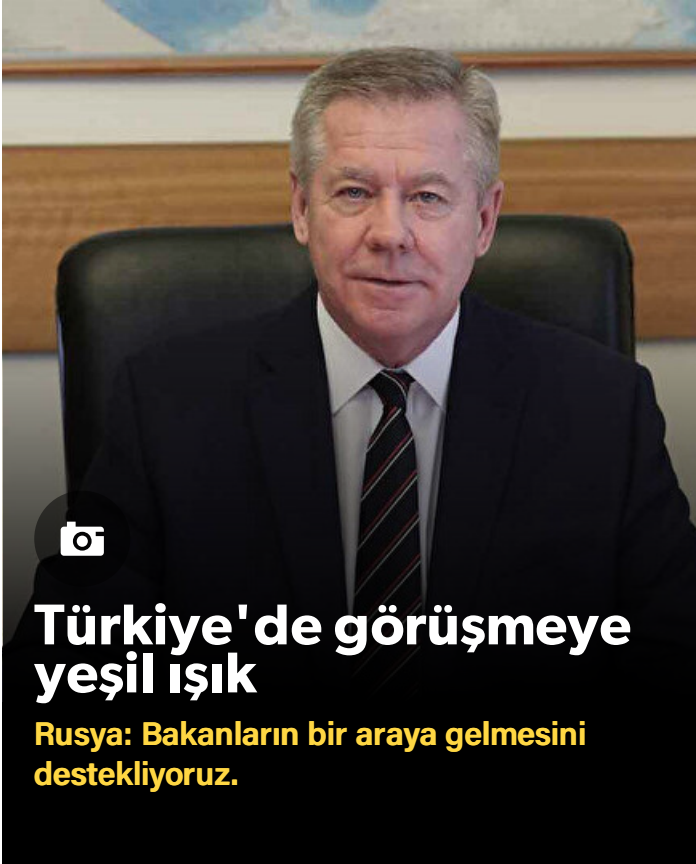 Türkiye'de görüşmeye
yeşil ışık
Rusya: Bakanların bir araya gelmesini
destekliyoruz.